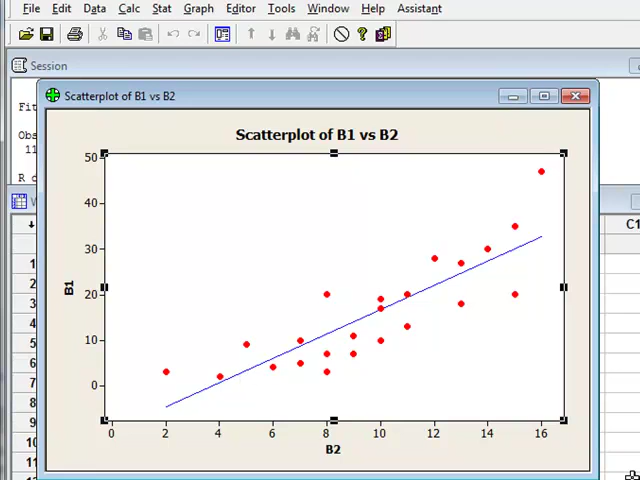 File Edit Data Calc Stat Graph Editor Tools Window Help Assistant
Session
Scatterplot of B1 vs B2
Fit
Obs
11
R d
Scatterplot of B1 vs B2
50
40
30
20
10
0
B1
0 2 4 6 8 10 12 14 16
B2
W
C1
1
2
3
4
5
6
7
8
9
10
11